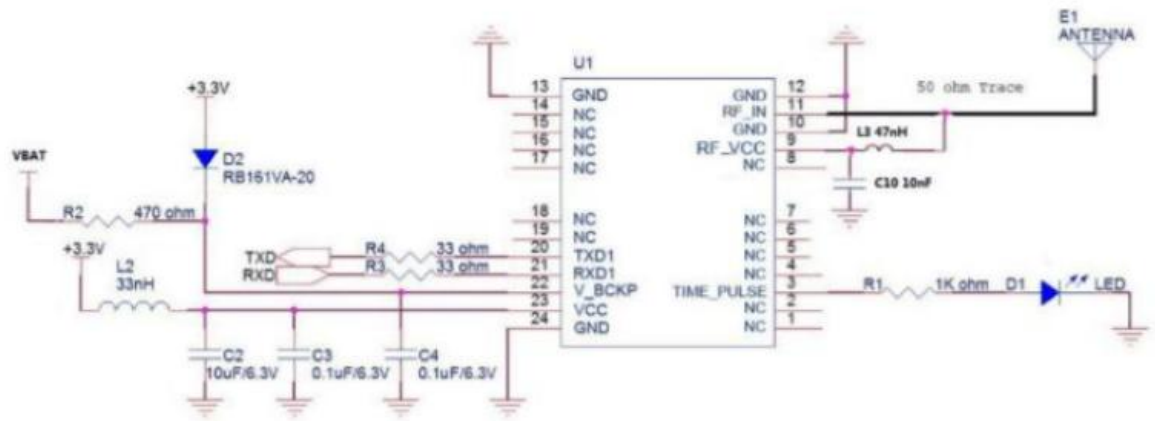 E1
ANTENNA
U1
+3.3V
VBAT
D2
RB161VA-20
R2 470 ohm
+3.3V
L2
33nH
TXD R4 33 ohm
RXD R3 33 ohm
C2
10uF/6.3V
C3
0.1uF/6.3V
C4
0.1uF/6.3V
13 GND
14 NC
15 NC
16 NC
17 NC
18 NC
19 NC
20 TXD1
21 RXD1
22 V_BCKP
23 VCC
24 GND
GND 12
RF_IN 11
GND 10
RF_VCC 9
NC 8
NC 7
NC 6
NC 5
NC 4
TIME_PULSE 3
NC 2
NC 1
50 ohm Trace
L3 47nH
C10 10nF
R1 1K ohm D1 LED